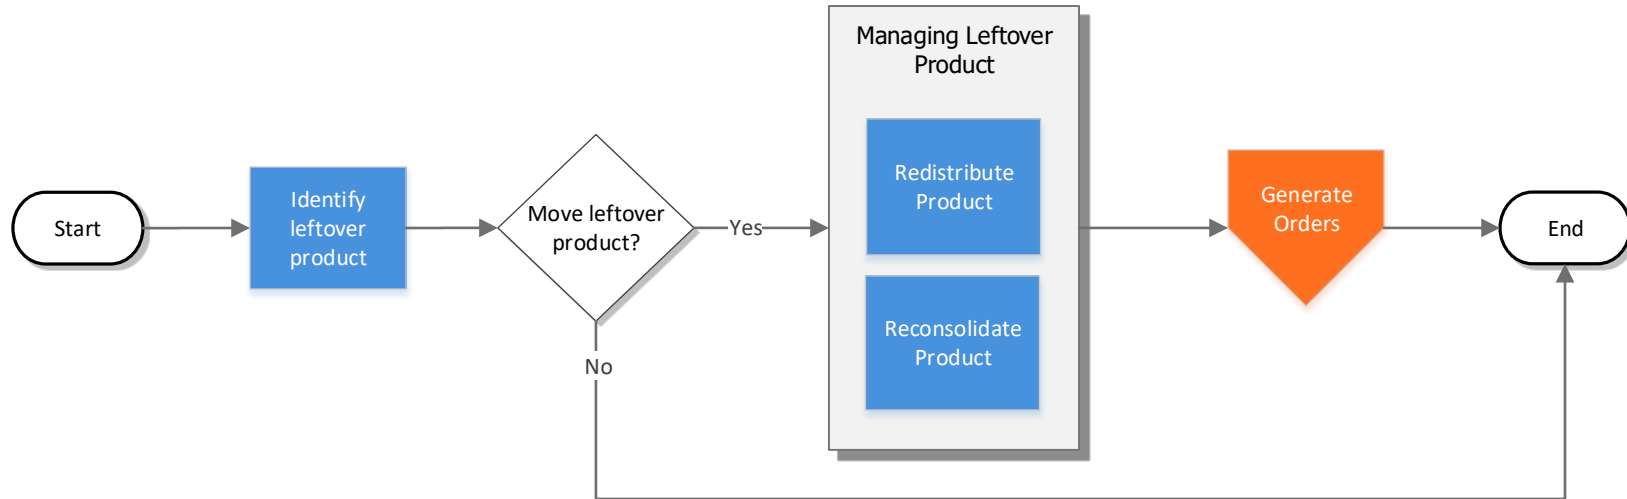 Start
Identify
leftover
product
Move leftover
product?
Yes
No
Managing Leftover
Product
Redistribute
Product
Reconsolidate
Product
Generate
Orders
End